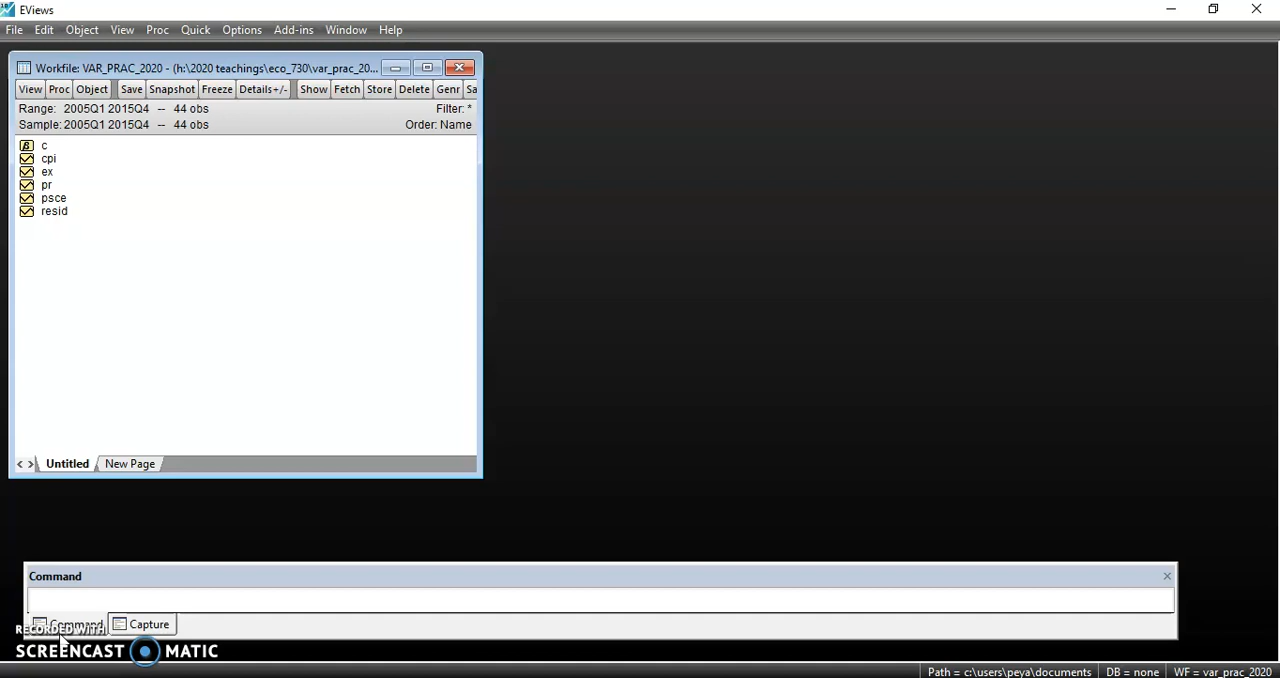 EViews
File Edit Object View Proc Quick Options Add-ins Window Help
Workfile: VAR_PRAC_2020 - (h:\2020 teachings\eco_730\var_prac_20...
View Proc Object Save Snapshot Freeze Details+/- Show Fetch Store Delete Genr Sa
Range: 2005Q1 2015Q4 -- 44 obs Filter: *
Sample: 2005Q1 2015Q4 -- 44 obs Order: Name
c
cpi
ex
pr
psce
resid
< > Untitled New Page
Command
Command Capture
RECORDED WITH
SCREENCAST MATIC
Path = c:\users\peya\documents DB = none WF = var_prac_2020